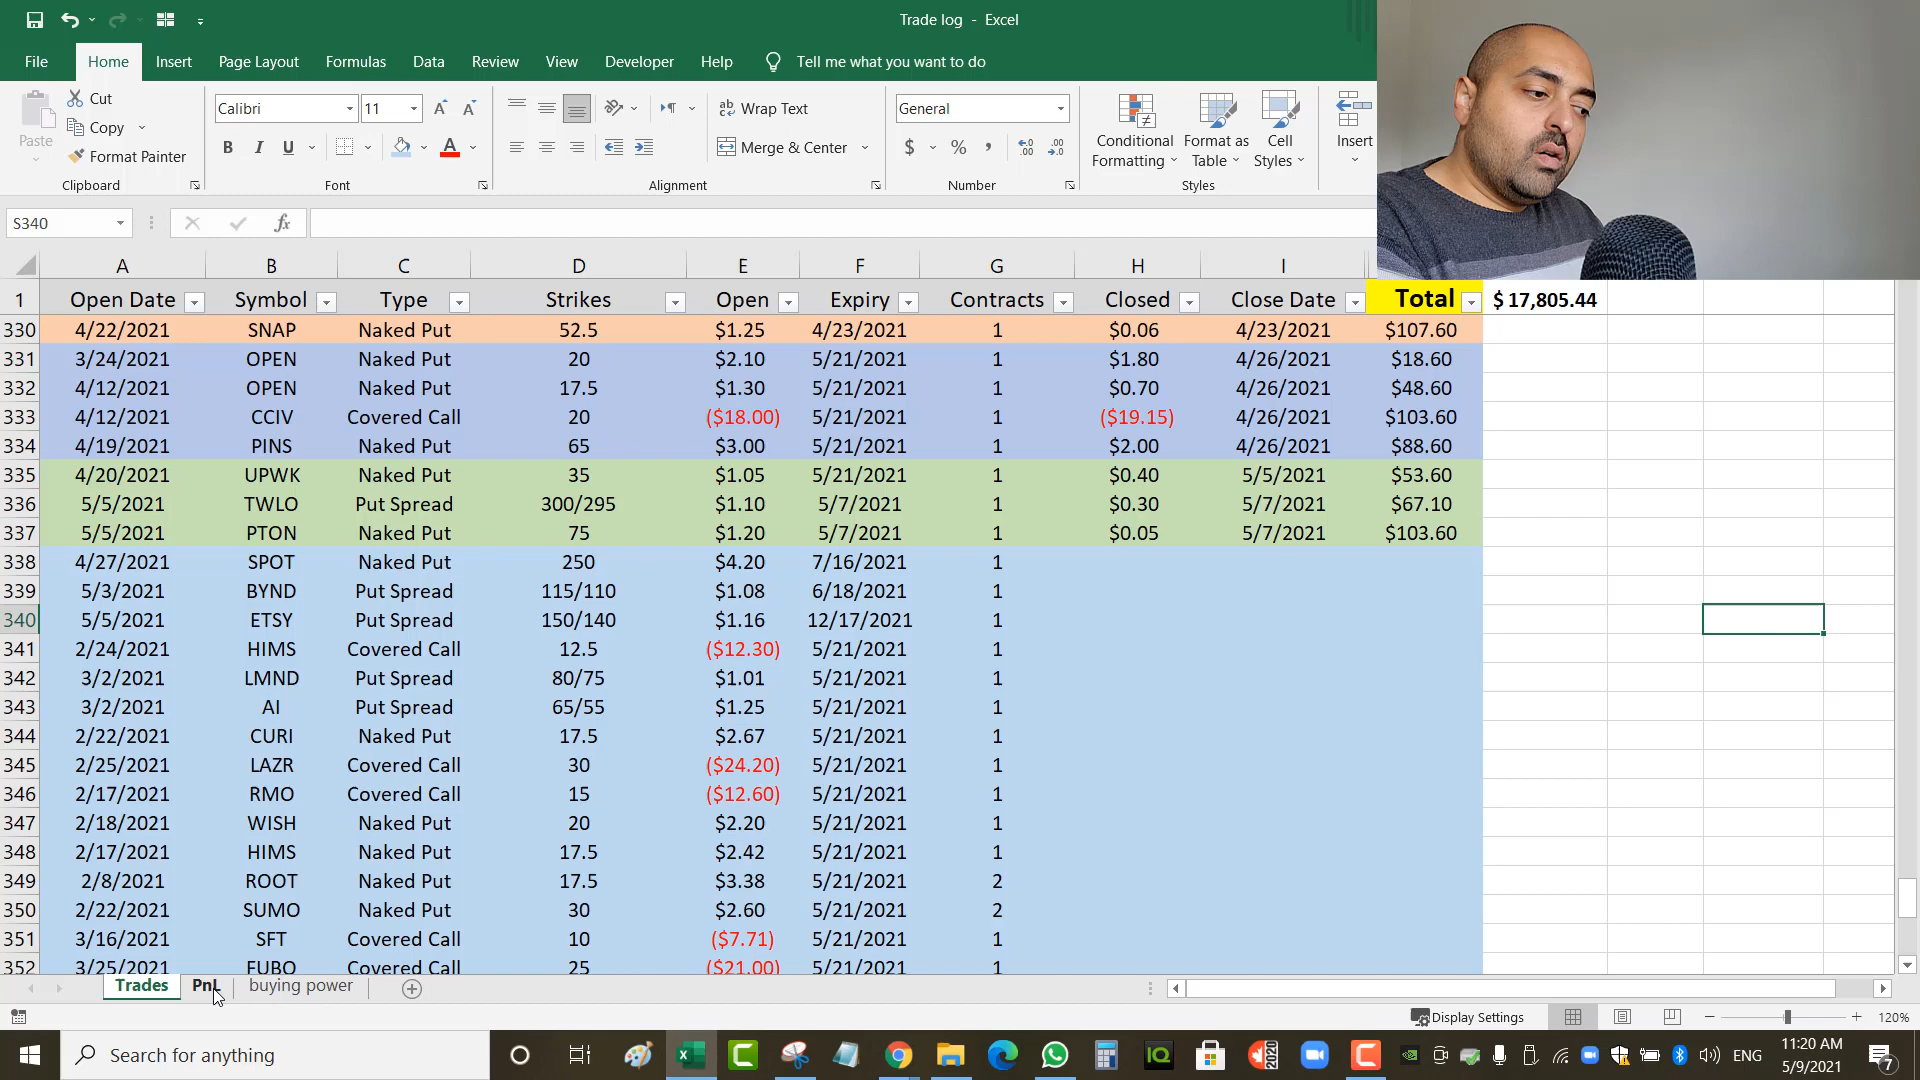 Trade log - Excel
File Home Insert Page Layout Formulas Data Review View Developer Help Tell me what you want to do
Paste Cut Copy Format Painter Clipboard
Calibri 11 B I U A Font
ab Wrap Text Merge & Center Alignment
General $ % , Number
Conditional Formatting Format as Table Cell Styles Styles
Insert
S340 fx
A B C D E F G H I
1 Open Date Symbol Type Strikes Open Expiry Contracts Closed Close Date Total $ 17,805.44
330 4/22/2021 SNAP Naked Put 52.5 $1.25 4/23/2021 1 $0.06 4/23/2021 $107.60
331 3/24/2021 OPEN Naked Put 20 $2.10 5/21/2021 1 $1.80 4/26/2021 $18.60
332 4/12/2021 OPEN Naked Put 17.5 $1.30 5/21/2021 1 $0.70 4/26/2021 $48.60
333 4/12/2021 CCIV Covered Call 20 ($18.00) 5/21/2021 1 ($19.15) 4/26/2021 $103.60
334 4/19/2021 PINS Naked Put 65 $3.00 5/21/2021 1 $2.00 4/26/2021 $88.60
335 4/20/2021 UPWK Naked Put 35 $1.05 5/21/2021 1 $0.40 5/5/2021 $53.60
336 5/5/2021 TWLO Put Spread 300/295 $1.10 5/7/2021 1 $0.30 5/7/2021 $67.10
337 5/5/2021 PTON Naked Put 75 $1.20 5/7/2021 1 $0.05 5/7/2021 $103.60
338 4/27/2021 SPOT Naked Put 250 $4.20 7/16/2021 1
339 5/3/2021 BYND Put Spread 115/110 $1.08 6/18/2021 1
340 5/5/2021 ETSY Put Spread 150/140 $1.16 12/17/2021 1
341 2/24/2021 HIMS Covered Call 12.5 ($12.30) 5/21/2021 1
342 3/2/2021 LMND Put Spread 80/75 $1.01 5/21/2021 1
343 3/2/2021 AI Put Spread 65/55 $1.25 5/21/2021 1
344 2/22/2021 CURI Naked Put 17.5 $2.67 5/21/2021 1
345 2/25/2021 LAZR Covered Call 30 ($24.20) 5/21/2021 1
346 2/17/2021 RMO Covered Call 15 ($12.60) 5/21/2021 1
347 2/18/2021 WISH Naked Put 20 $2.20 5/21/2021 1
348 2/17/2021 HIMS Naked Put 17.5 $2.42 5/21/2021 1
349 2/8/2021 ROOT Naked Put 17.5 $3.38 5/21/2021 2
350 2/22/2021 SUMO Naked Put 30 $2.60 5/21/2021 2
351 3/16/2021 SFT Covered Call 10 ($7.71) 5/21/2021 1
352 3/25/2021 FUBO Covered Call 25 ($21.00) 5/21/2021 1
Trades PnL buying power
Display Settings 120%
Search for anything IQ 2020 ENG 11:20 AM
5/9/2021 7